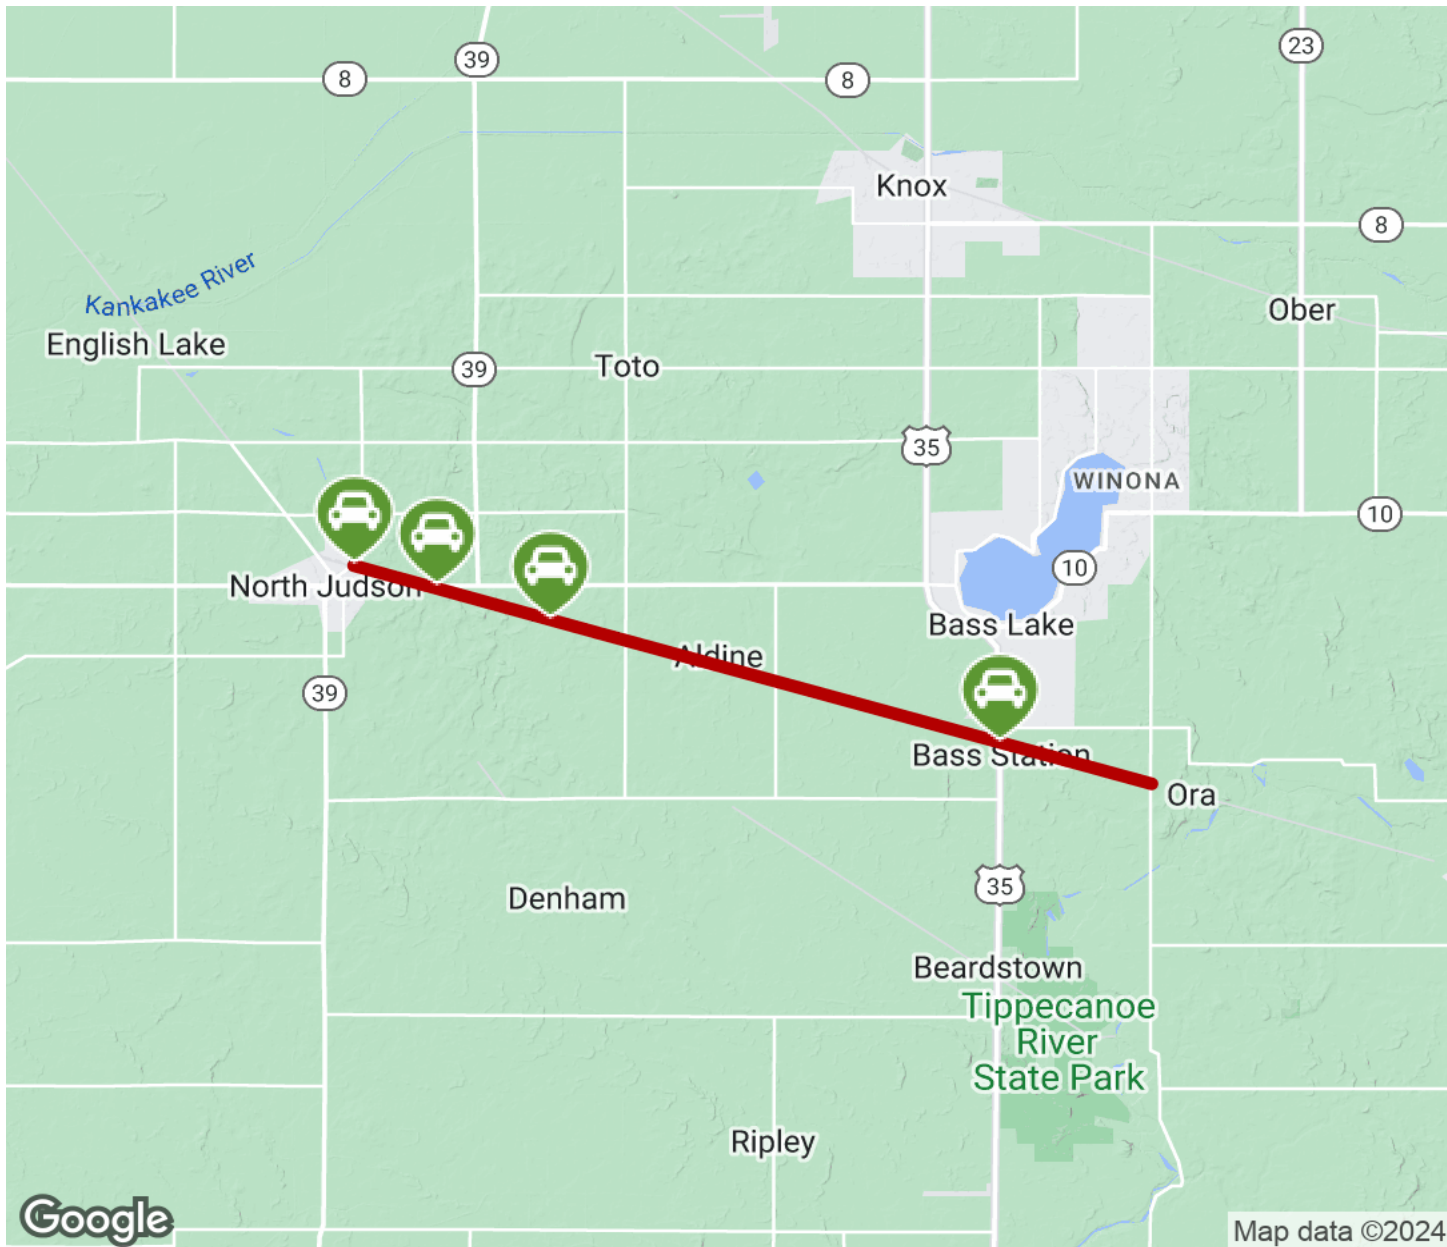 23
39
8
8
Knox
8
Kankakee River
Ober
English Lake
Toto
39
35
WINONA
10
10
North Judson
Bass Lake
Aldine
39
Bass Station
Ora
35
Denham
Beardstown
Tippecanoe
River
State Park
Ripley
Google
Map data ©2024